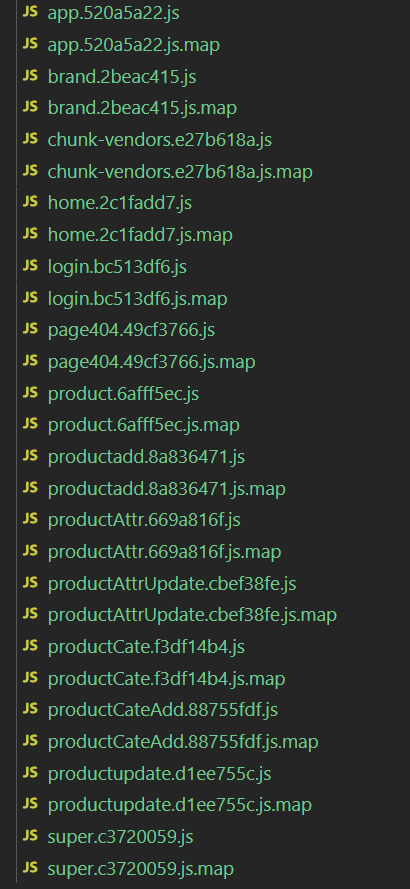 JS app.520a5a22.js
JS app.520a5a22.js.map
JS brand.2beac415.js
JS brand.2beac415.js.map
JS chunk-vendors.e27b618a.js
JS chunk-vendors.e27b618a.js.map
JS home.2c1fadd7.js
JS home.2c1fadd7.js.map
JS login.bc513df6.js
JS login.bc513df6.js.map
JS page404.49cf3766.js
JS page404.49cf3766.js.map
JS product.6afff5ec.js
JS product.6afff5ec.js.map
JS productadd.8a836471.js
JS productadd.8a836471.js.map
JS productAttr.669a816f.js
JS productAttr.669a816f.js.map
JS productAttrUpdate.cbef38fe.js
JS productAttrUpdate.cbef38fe.js.map
JS productCate.f3df14b4.js
JS productCate.f3df14b4.js.map
JS productCateAdd.88755fdf.js
JS productCateAdd.88755fdf.js.map
JS productupdate.d1ee755c.js
JS productupdate.d1ee755c.js.map
JS super.c3720059.js
JS super.c3720059.js.map